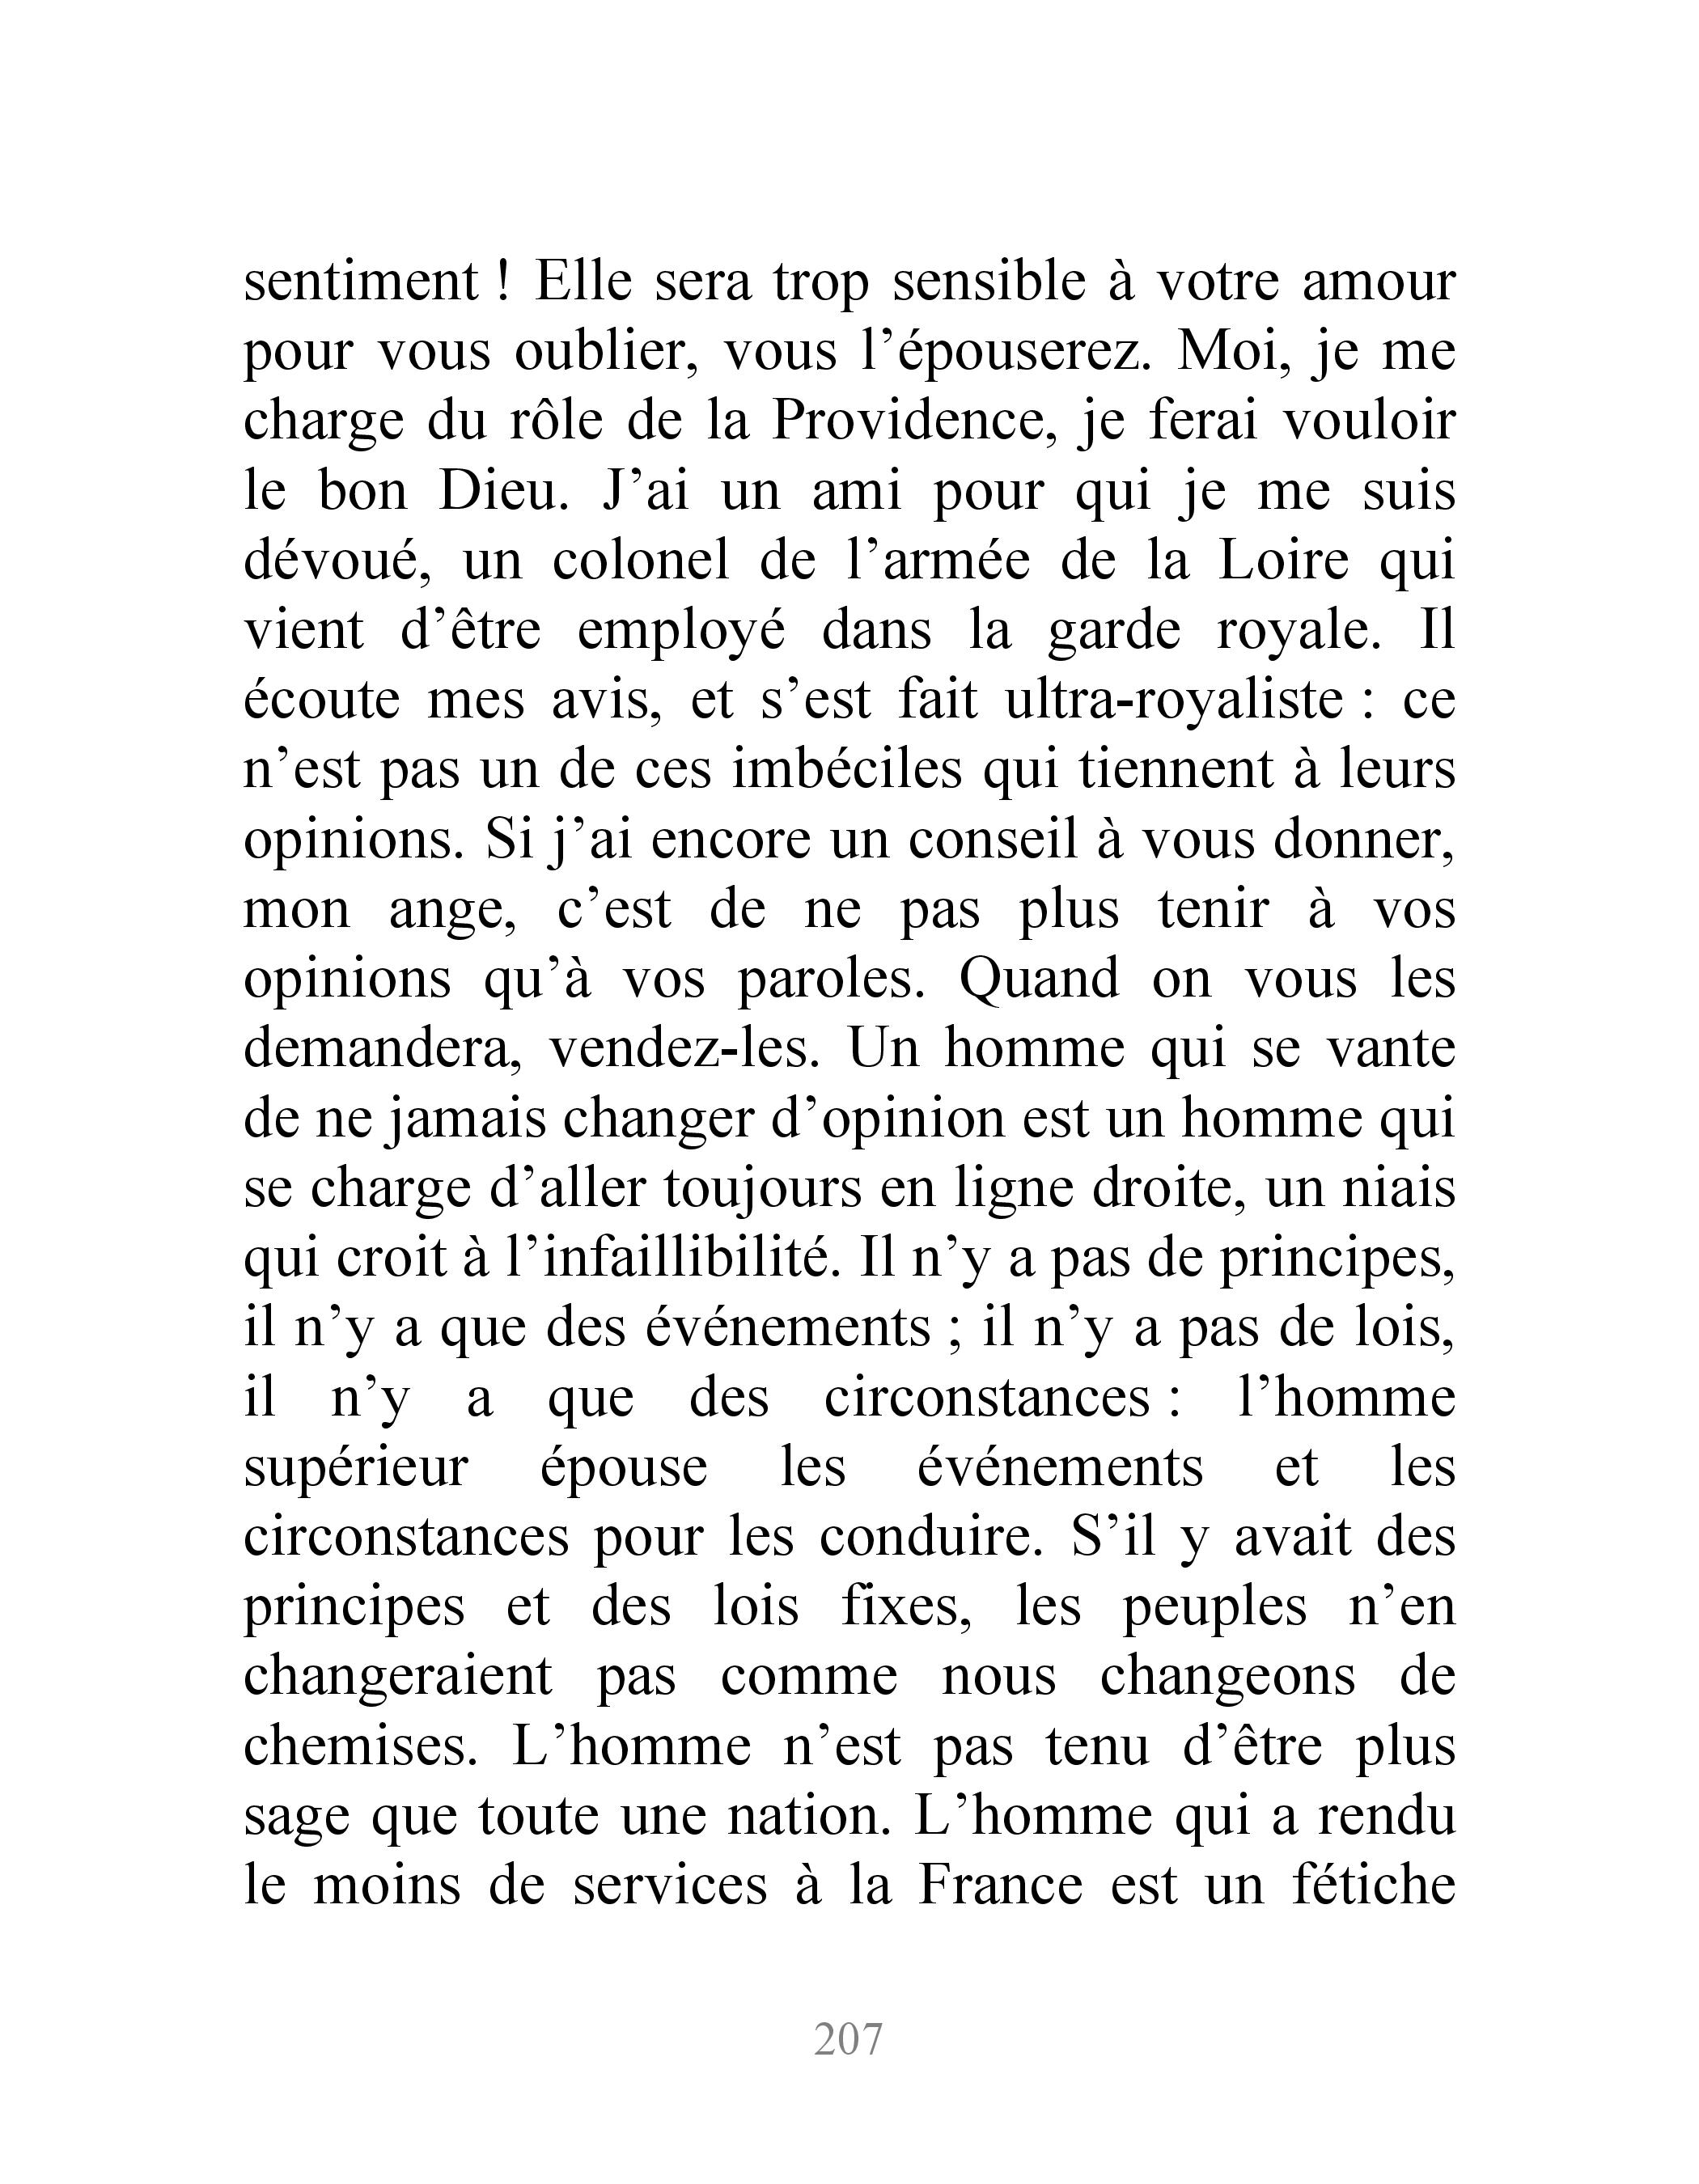 sentiment ! Elle sera trop sensible à votre amour
pour vous oublier, vous l’épouserez. Moi, je me
charge du rôle de la Providence, je ferai vouloir
le bon Dieu. J’ai un ami pour qui je me suis
dévoué, un colonel de l’armée de la Loire qui
vient d’être employé dans la garde royale. Il
écoute mes avis, et s’est fait ultra-royaliste : ce
n’est pas un de ces imbéciles qui tiennent à leurs
opinions. Si j’ai encore un conseil à vous donner,
mon ange, c’est de ne pas plus tenir à vos
opinions qu’à vos paroles. Quand on vous les
demandera, vendez-les. Un homme qui se vante
de ne jamais changer d’opinion est un homme qui
se charge d’aller toujours en ligne droite, un niais
qui croit à l’infaillibilité. Il n’y a pas de principes,
il n’y a que des événements ; il n’y a pas de lois,
il n’y a que des circonstances : l’homme
supérieur épouse les événements et les
circonstances pour les conduire. S’il y avait des
principes et des lois fixes, les peuples n’en
changeraient pas comme nous changeons de
chemises. L’homme n’est pas tenu d’être plus
sage que toute une nation. L’homme qui a rendu
le moins de services à la France est un fétiche
207